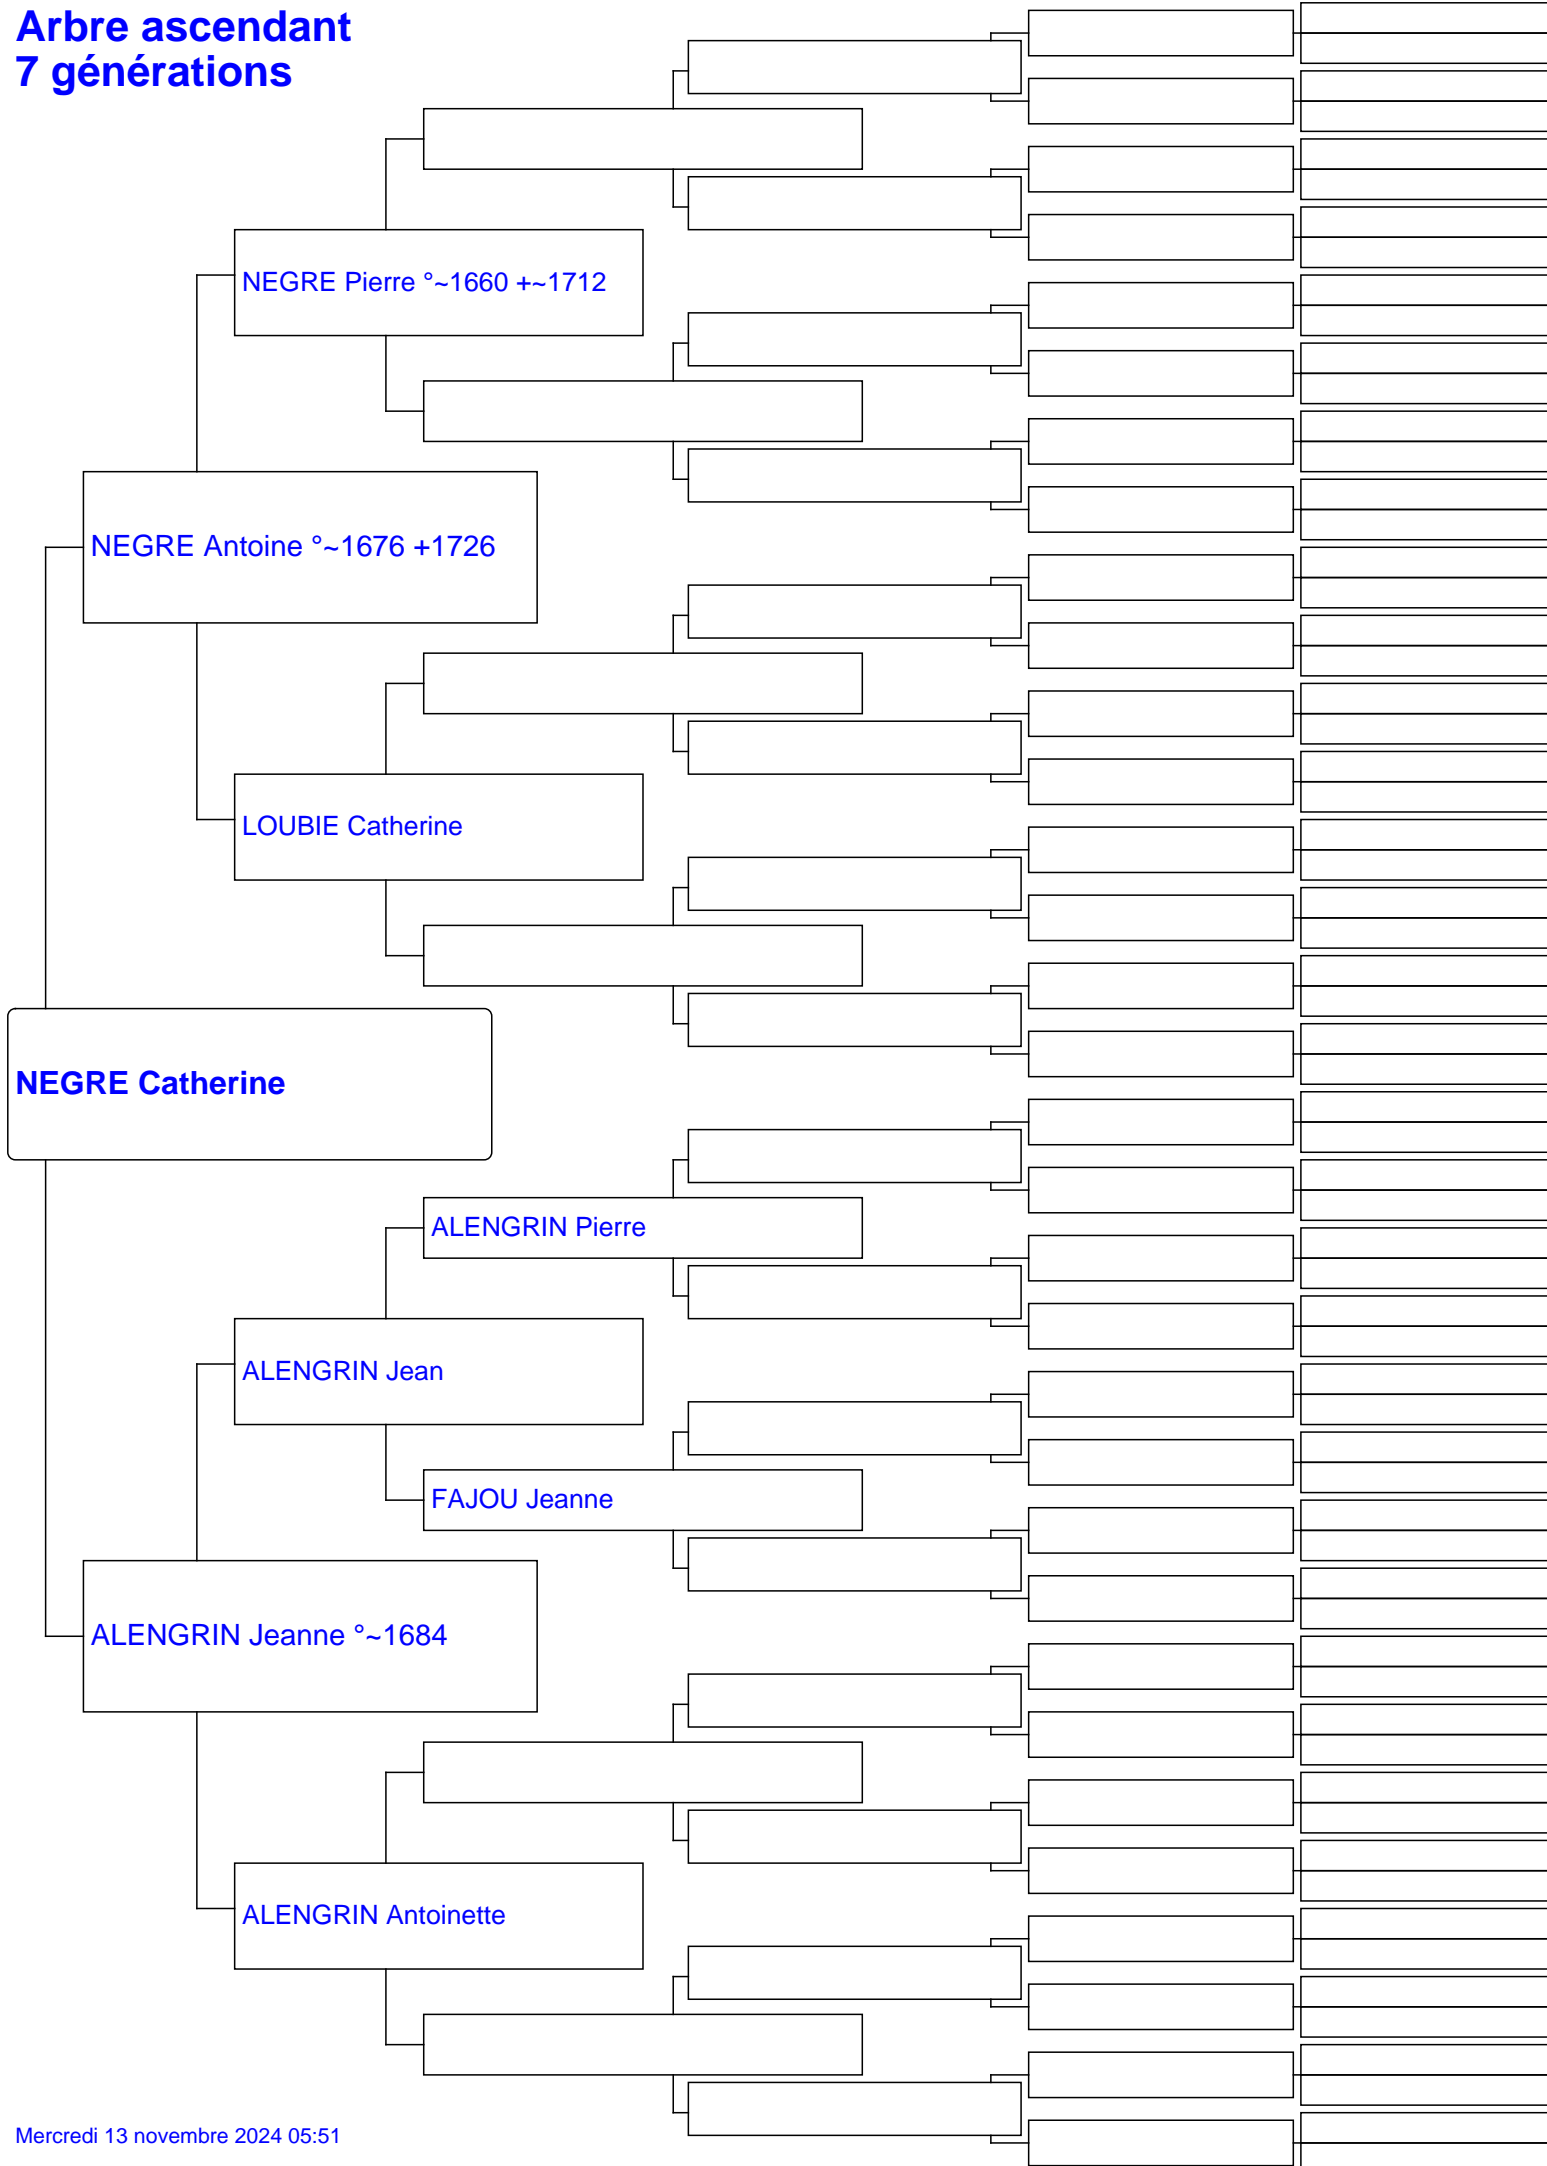 Arbre ascendant
7 générations
NEGRE Pierre °~1660 +~1712
NEGRE Antoine °~1676 +1726
LOUBIE Catherine
NEGRE Catherine
ALENGRIN Pierre
ALENGRIN Jean
FAJOU Jeanne
ALENGRIN Jeanne °~1684
ALENGRIN Antoinette
Mercredi 13 novembre 2024 05:51